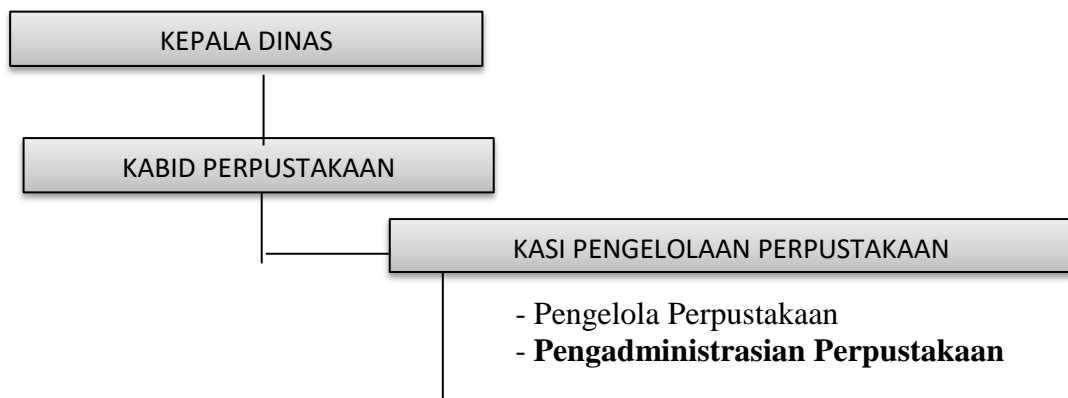 KEPALA DINAS
KABID PERPUSTAKAAN
KASI PENGELOLAAN PERPUSTAKAAN
- Pengelola Perpustakaan
- Pengadministrasian Perpustakaan